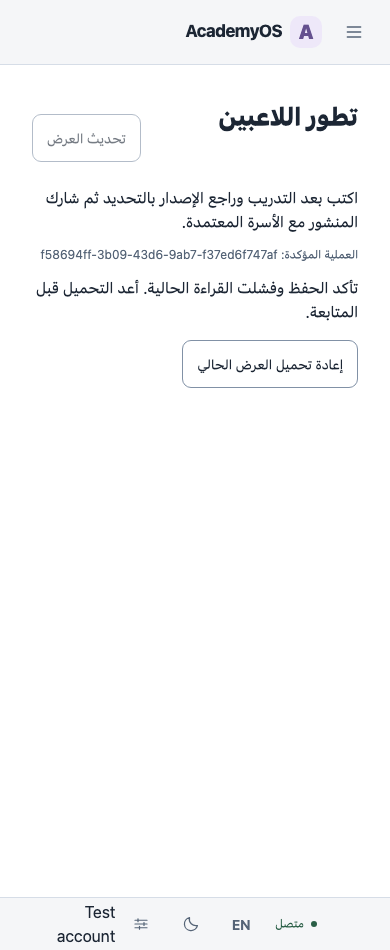 A AcademyOS
تطور اللاعبين
تحديث العرض
اكتب بعد التدريب وراجع الإصدار بالتحديد ثم شارك
المنشور مع الأسرة المعتمدة.
العملية المؤكدة: f58694ff-3b09-43d6-9ab7-f37ed6f747af
تأكد الحفظ وفشلت القراءة الحالية. أعد التحميل قبل
المتابعة.
إعادة تحميل العرض الحالي
متصل
EN
Test
account